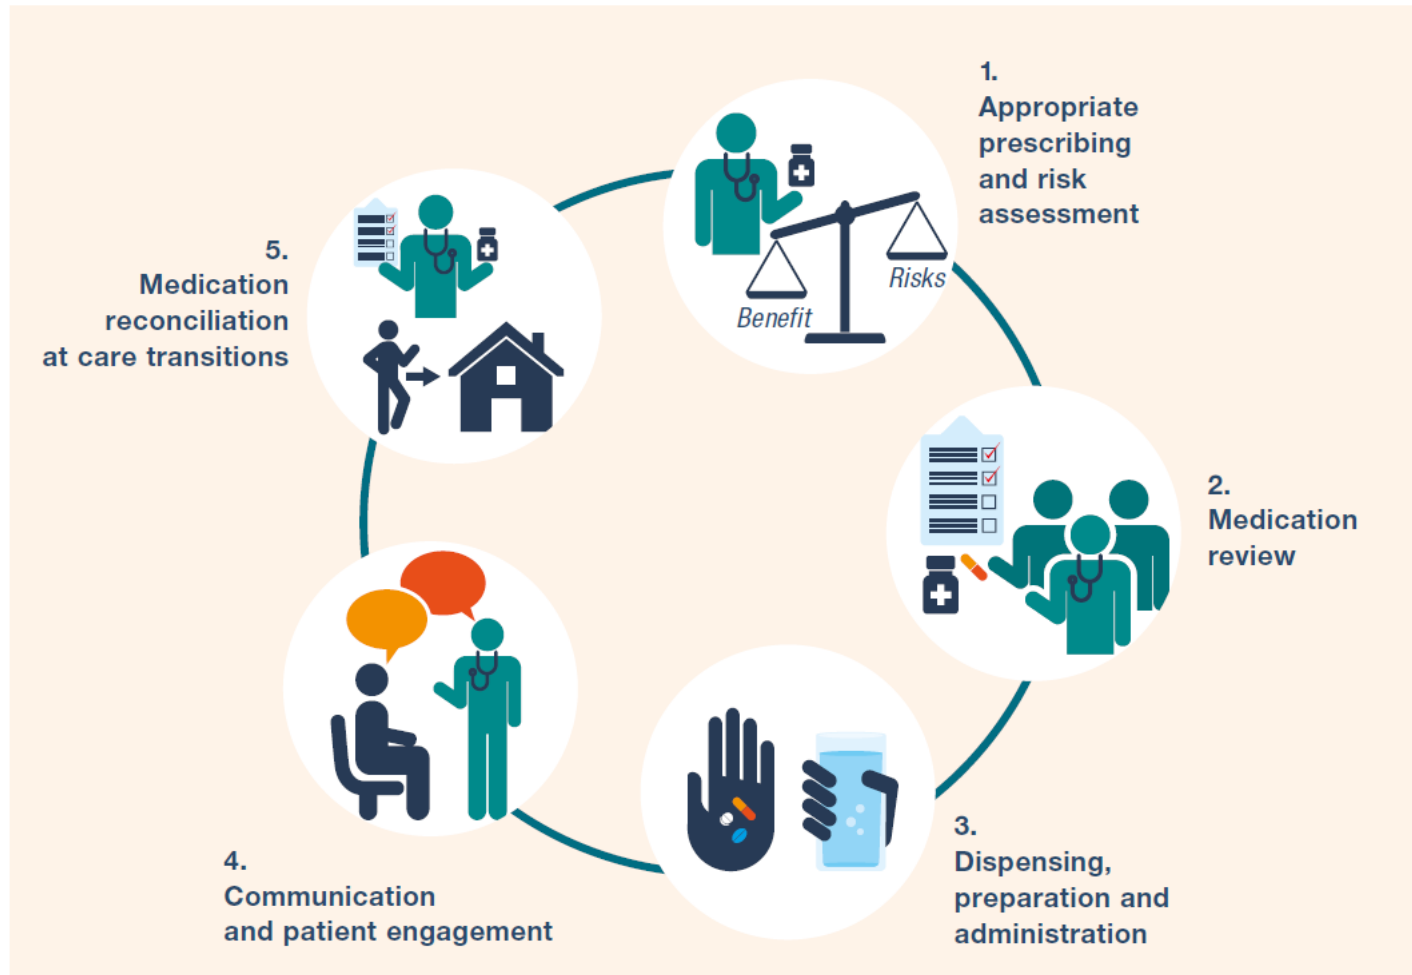 1.
Appropriate
prescribing
and risk
assessment
Risks
Benefit
2.
Medication
review
3.
Dispensing,
preparation and
administration
4.
Communication
and patient engagement
5.
Medication
reconciliation
at care transitions